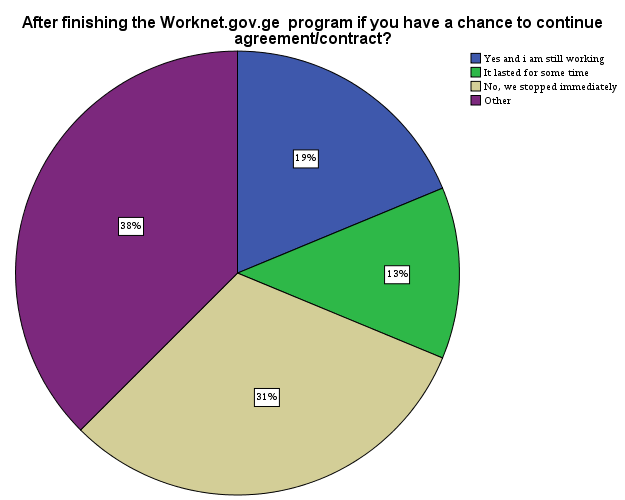 After finishing the Worknet.gov.ge program if you have a chance to continue
agreement/contract?
Yes and i am still working
It lasted for some time
No, we stopped immediately
Other
19%
38%
13%
31%